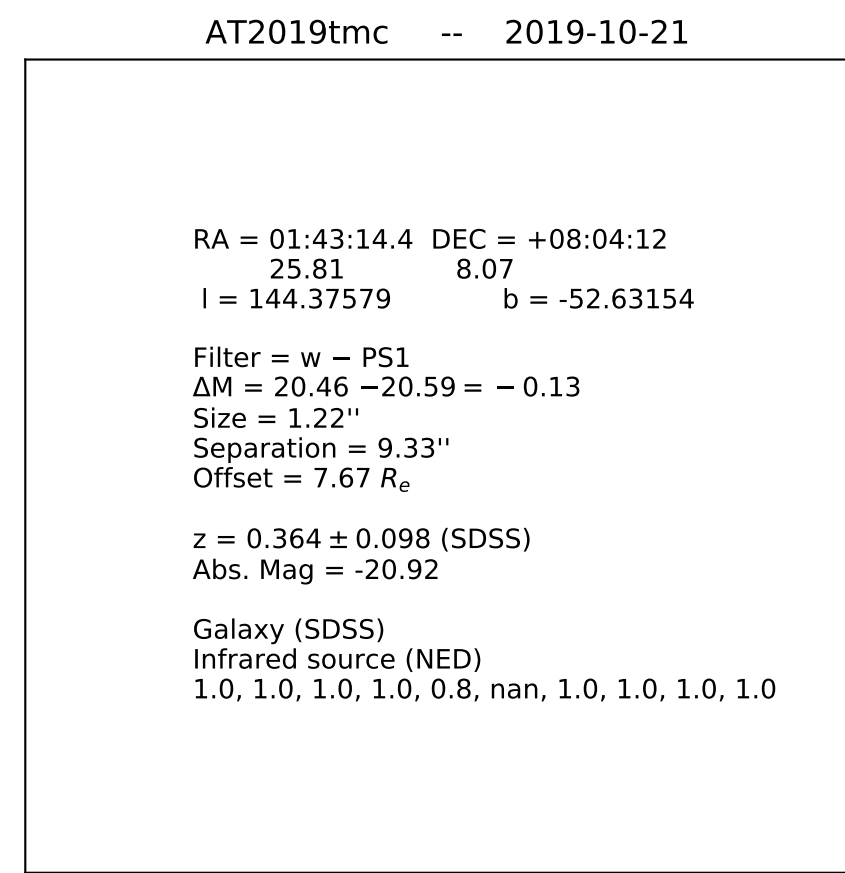 AT2019tmc -- 2019-10-21
RA = 01:43:14.4 DEC = +08:04:12
25.81 8.07
l = 144.37579 b = -52.63154
Filter = w − PS1
ΔM = 20.46 −20.59 = − 0.13
Size = 1.22''
Separation = 9.33''
Offset = 7.67 Re
z = 0.364 ± 0.098 (SDSS)
Abs. Mag = -20.92
Galaxy (SDSS)
Infrared source (NED)
1.0, 1.0, 1.0, 1.0, 0.8, nan, 1.0, 1.0, 1.0, 1.0